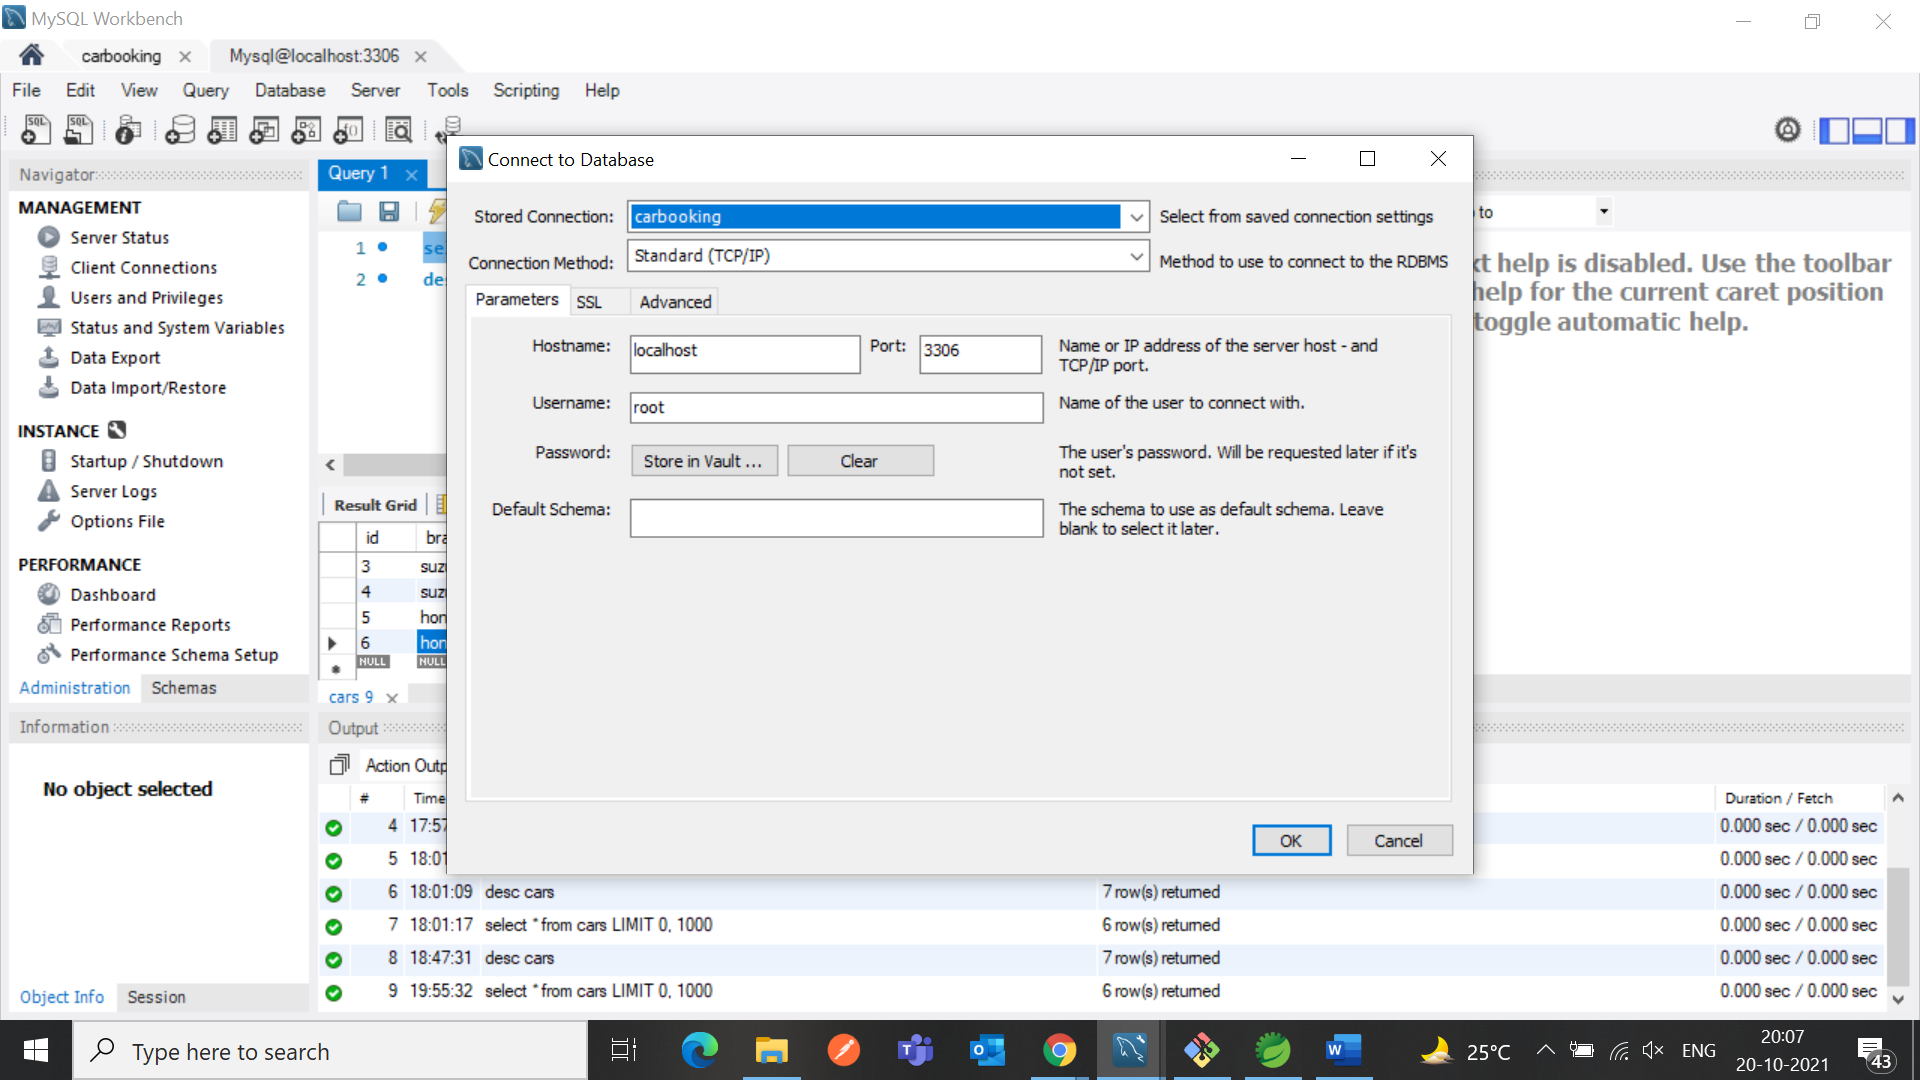 MySQL Workbench
carbooking
Mysql@localhost:3306
File Edit View Query Database Server Tools Scripting Help
Navigator
MANAGEMENT
Server Status
Client Connections
Users and Privileges
Status and System Variables
Data Export
Data Import/Restore
INSTANCE
Startup / Shutdown
Server Logs
Options File
PERFORMANCE
Dashboard
Performance Reports
Performance Schema Setup
Administration Schemas
Information
No object selected
Object Info Session
Query 1
1 se
2 de
Result Grid
id bra
3 suz
4 suz
5 hon
6 hon
NULL NULL
cars 9
Connect to Database
Stored Connection: carbooking Select from saved connection settings
Connection Method: Standard (TCP/IP) Method to use to connect to the RDBMS
Parameters SSL Advanced
Hostname: localhost Port: 3306 Name or IP address of the server host - and
TCP/IP port.
Username: root Name of the user to connect with.
Password: Store in Vault ... Clear The user's password. Will be requested later if it's
not set.
Default Schema: The schema to use as default schema. Leave
blank to select it later.
OK Cancel
to
xt help is disabled. Use the toolbar
help for the current caret position
toggle automatic help.
Output
Action Outp
# Time Duration / Fetch
4 17:57 0.000 sec / 0.000 sec
5 18:01 0.000 sec / 0.000 sec
6 18:01:09 desc cars 7 row(s) returned 0.000 sec / 0.000 sec
7 18:01:17 select * from cars LIMIT 0, 1000 6 row(s) returned 0.000 sec / 0.000 sec
8 18:47:31 desc cars 7 row(s) returned 0.000 sec / 0.000 sec
9 19:55:32 select * from cars LIMIT 0, 1000 6 row(s) returned 0.000 sec / 0.000 sec
Type here to search
25°C
ENG
20:07
20-10-2021
43